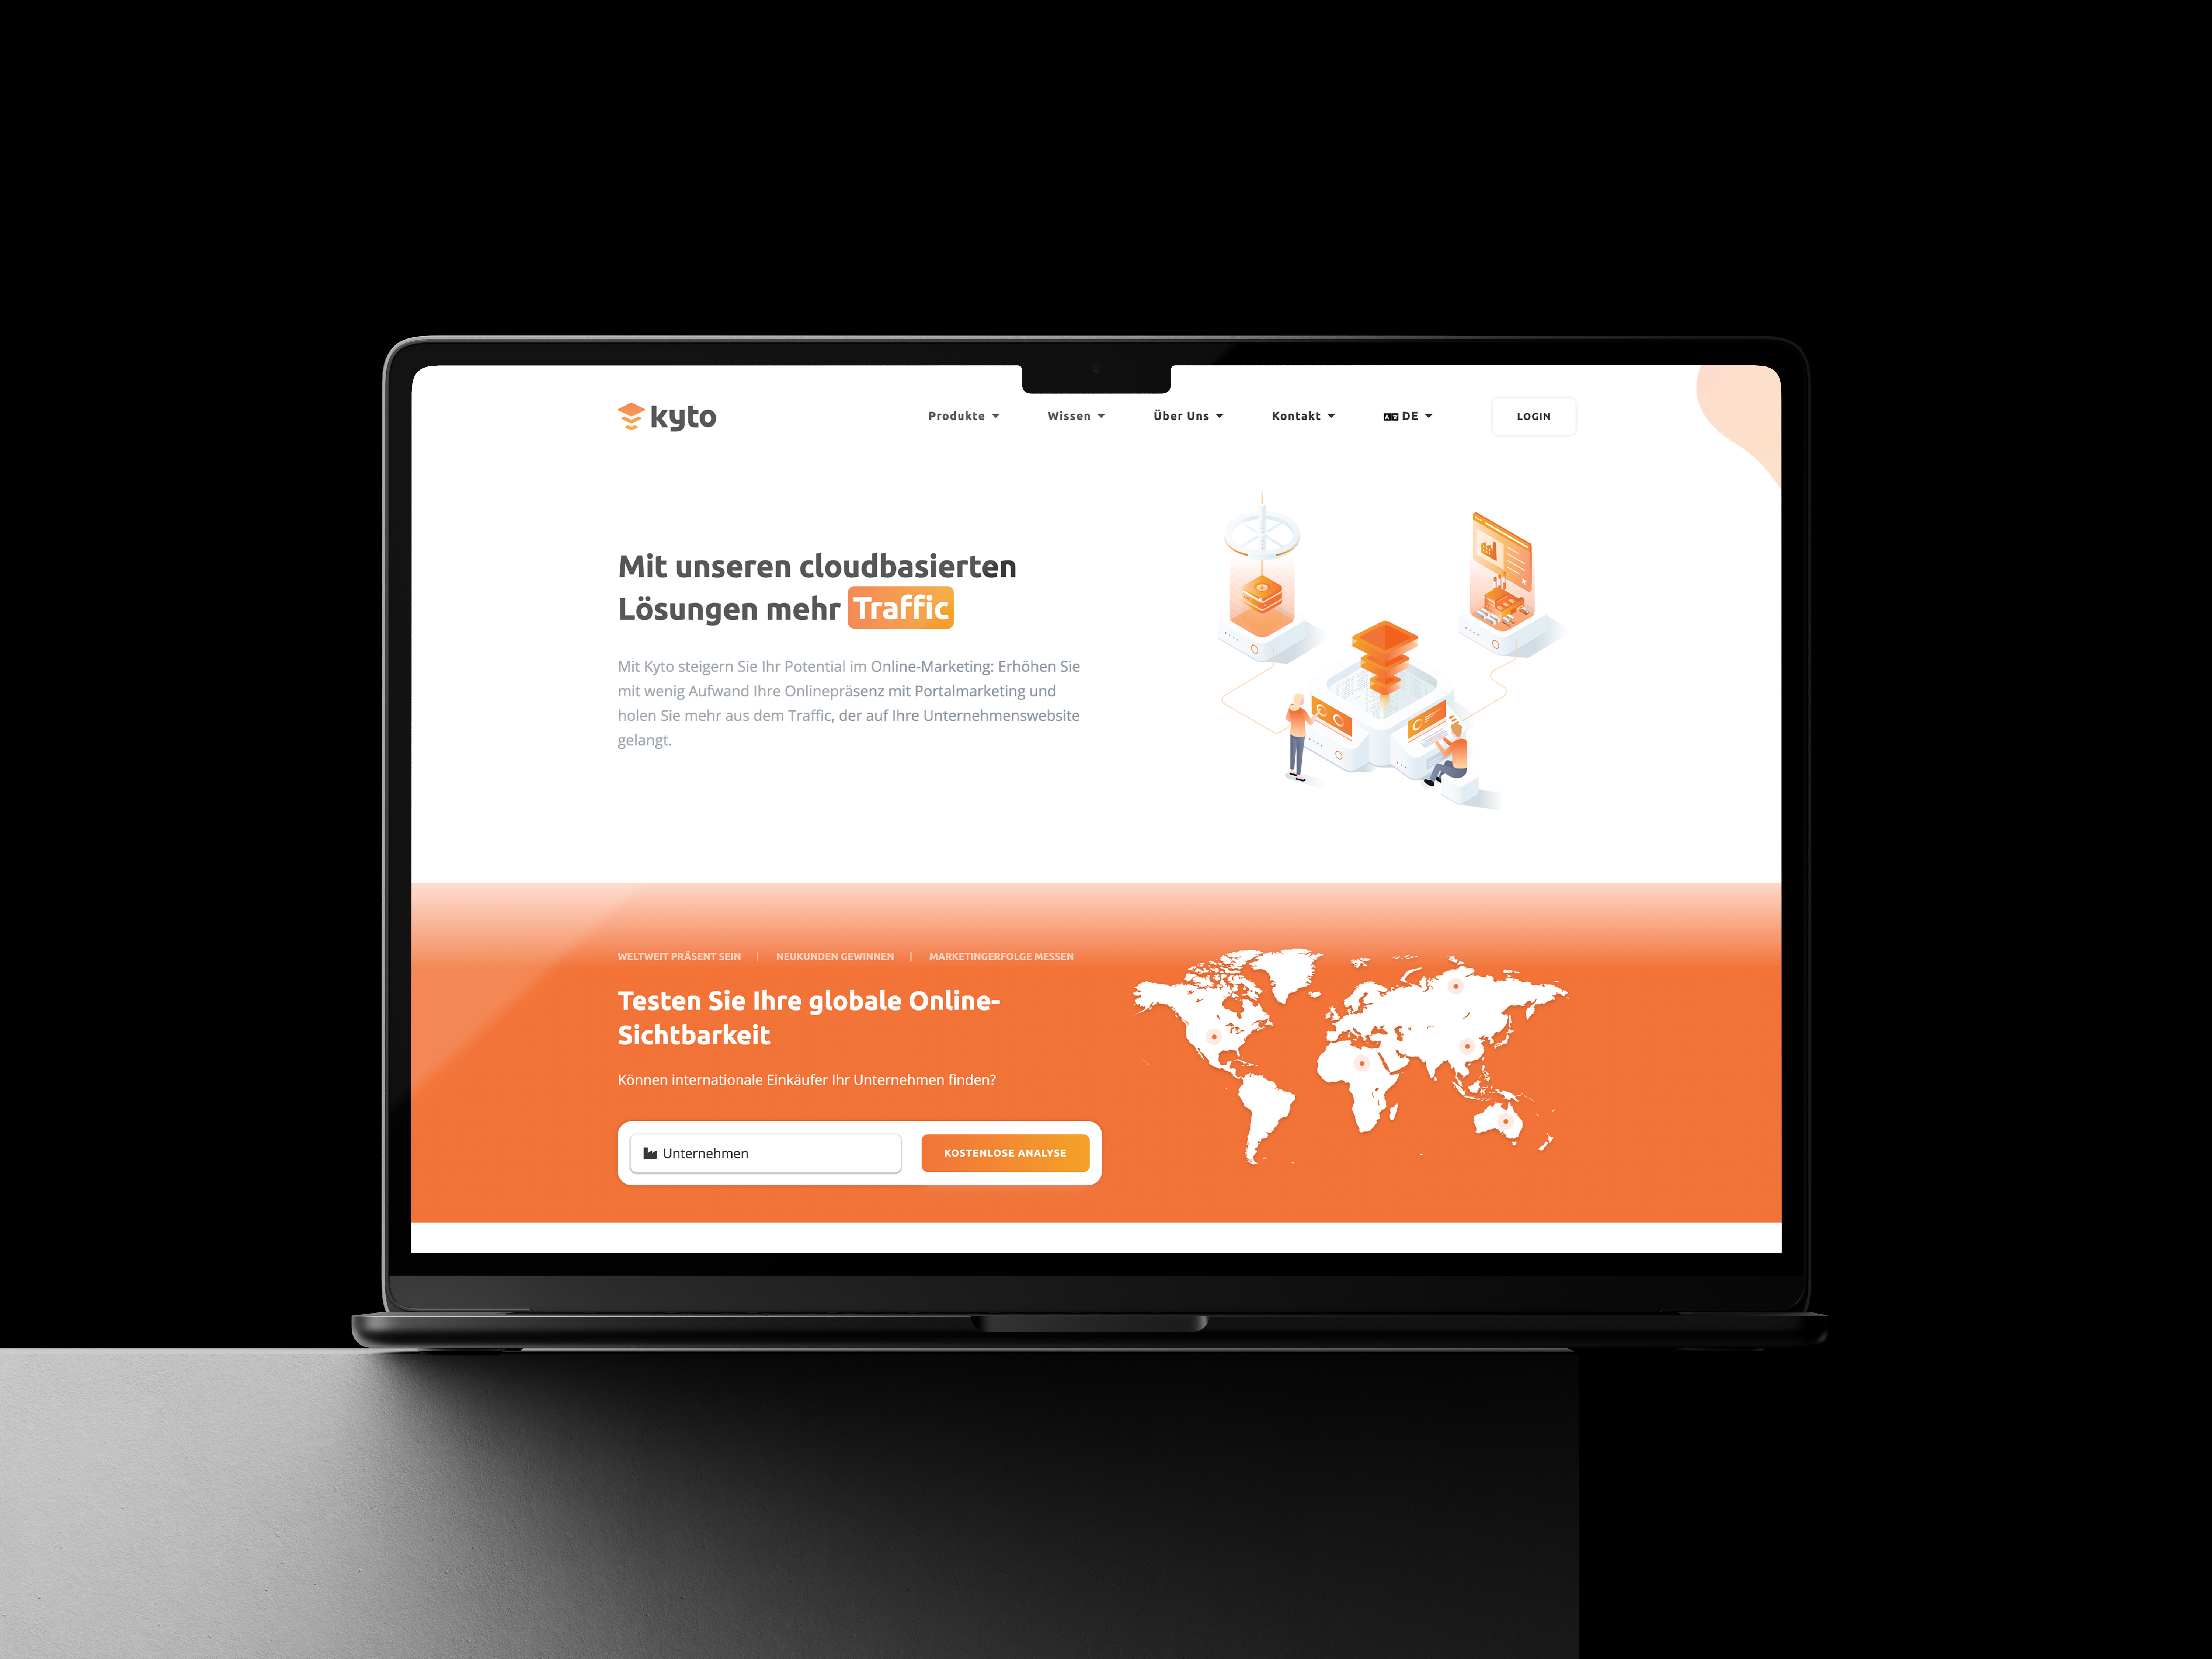 kyto
Produkte
Wissen
Über Uns
Kontakt
DE
LOGIN
Mit unseren cloudbasierten
Lösungen mehr Traffic
Mit Kyto steigern Sie Ihr Potential im Online-Marketing: Erhöhen Sie
mit wenig Aufwand Ihre Onlinepräsenz mit Portalmarketing und
holen Sie mehr aus dem Traffic, der auf Ihre Unternehmenswebsite
gelangt.
WELTWEIT PRÄSENT SEIN | NEUKUNDEN GEWINNEN | MARKETINGERFOLGE MESSEN
Testen Sie Ihre globale Online-
Sichtbarkeit
Können internationale Einkäufer Ihr Unternehmen finden?
Unternehmen
KOSTENLOSE ANALYSE